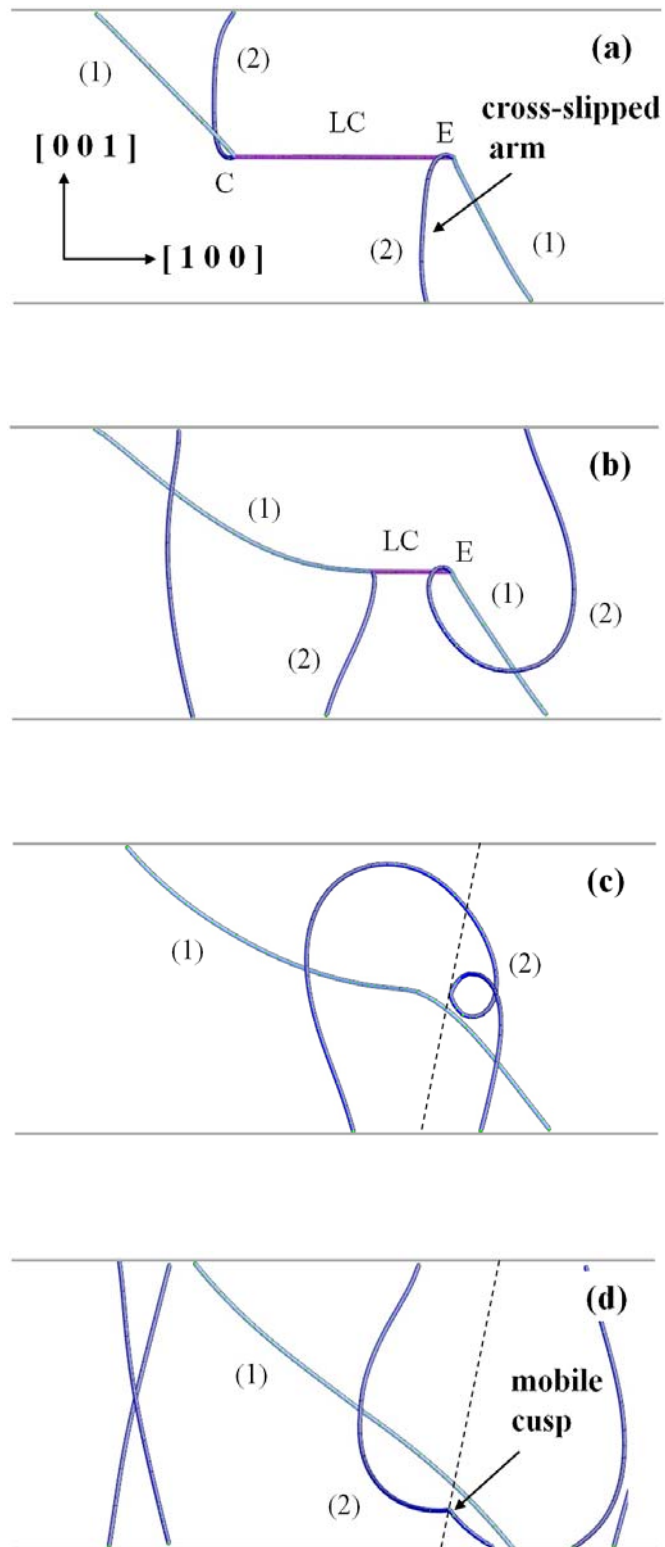 (a)
(1)
(2)
cross-slipped
arm
LC
E
[ 0 0 1 ]
C
(2)
(1)
[ 1 0 0 ]
(b)
(1)
LC
E
(1)
(2)
(2)
(c)
(1)
(2)
(d)
(1)
mobile
cusp
(2)